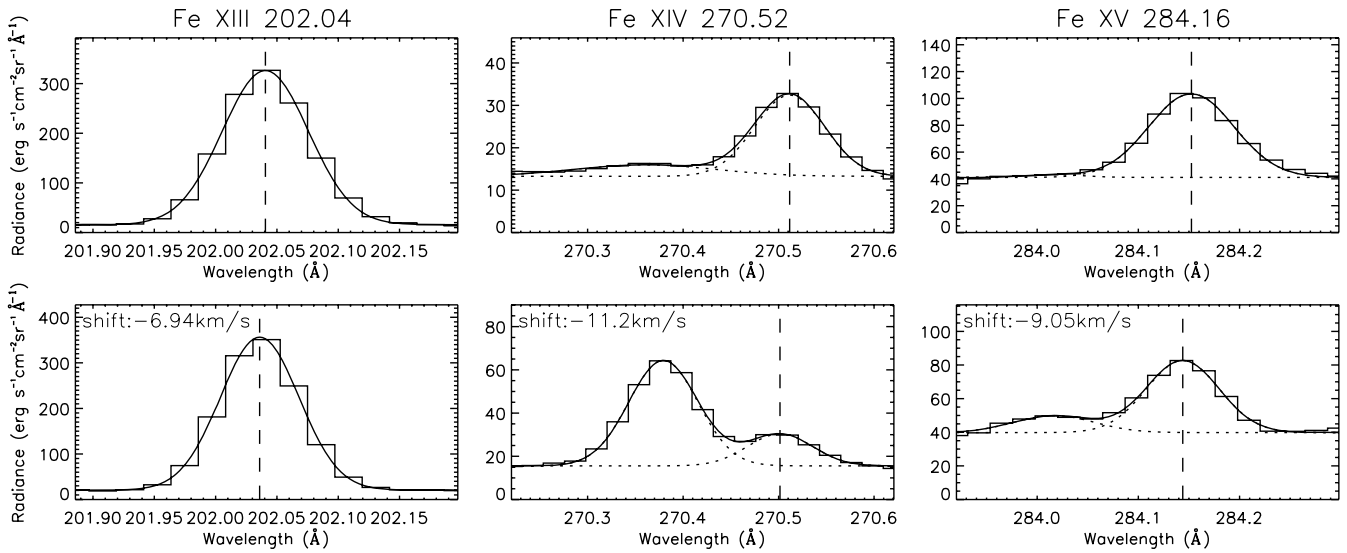 Fe XIII 202.04
Fe XIV 270.52
Fe XV 284.16
Radiance (erg s⁻¹cm⁻²sr⁻¹ Å⁻¹)
300
200
100
0
201.90 201.95 202.00 202.05 202.10 202.15
Wavelength (Å)
40
30
20
10
0
270.3 270.4 270.5 270.6
Wavelength (Å)
140
120
100
80
60
40
20
0
284.0 284.1 284.2
Wavelength (Å)
Radiance (erg s⁻¹cm⁻²sr⁻¹ Å⁻¹)
shift:−6.94km/s
400
300
200
100
0
201.90 201.95 202.00 202.05 202.10 202.15
Wavelength (Å)
shift:−11.2km/s
80
60
40
20
0
270.3 270.4 270.5 270.6
Wavelength (Å)
shift:−9.05km/s
100
80
60
40
20
0
284.0 284.1 284.2
Wavelength (Å)